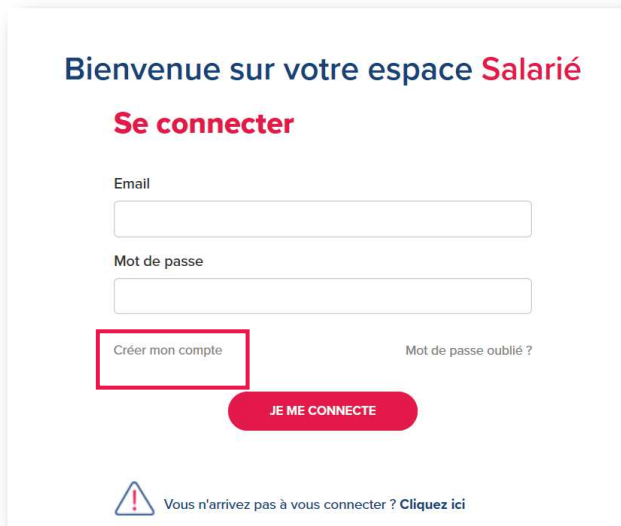 Bienvenue sur votre espace Salarié
Se connecter
Email
Mot de passe
Créer mon compte
Mot de passe oublié ?
JE ME CONNECTE
Vous n'arrivez pas à vous connecter ? Cliquez ici